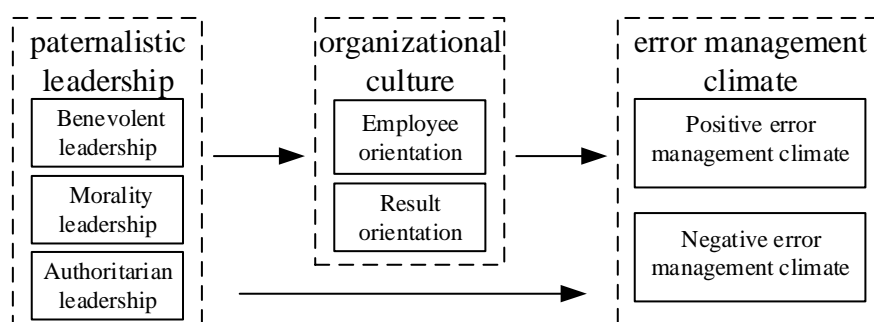 paternalistic
leadership
Benevolent
leadership
Morality
leadership
Authoritarian
leadership
organizational
culture
Employee
orientation
Result
orientation
error management
climate
Positive error
management climate
Negative error
management climate